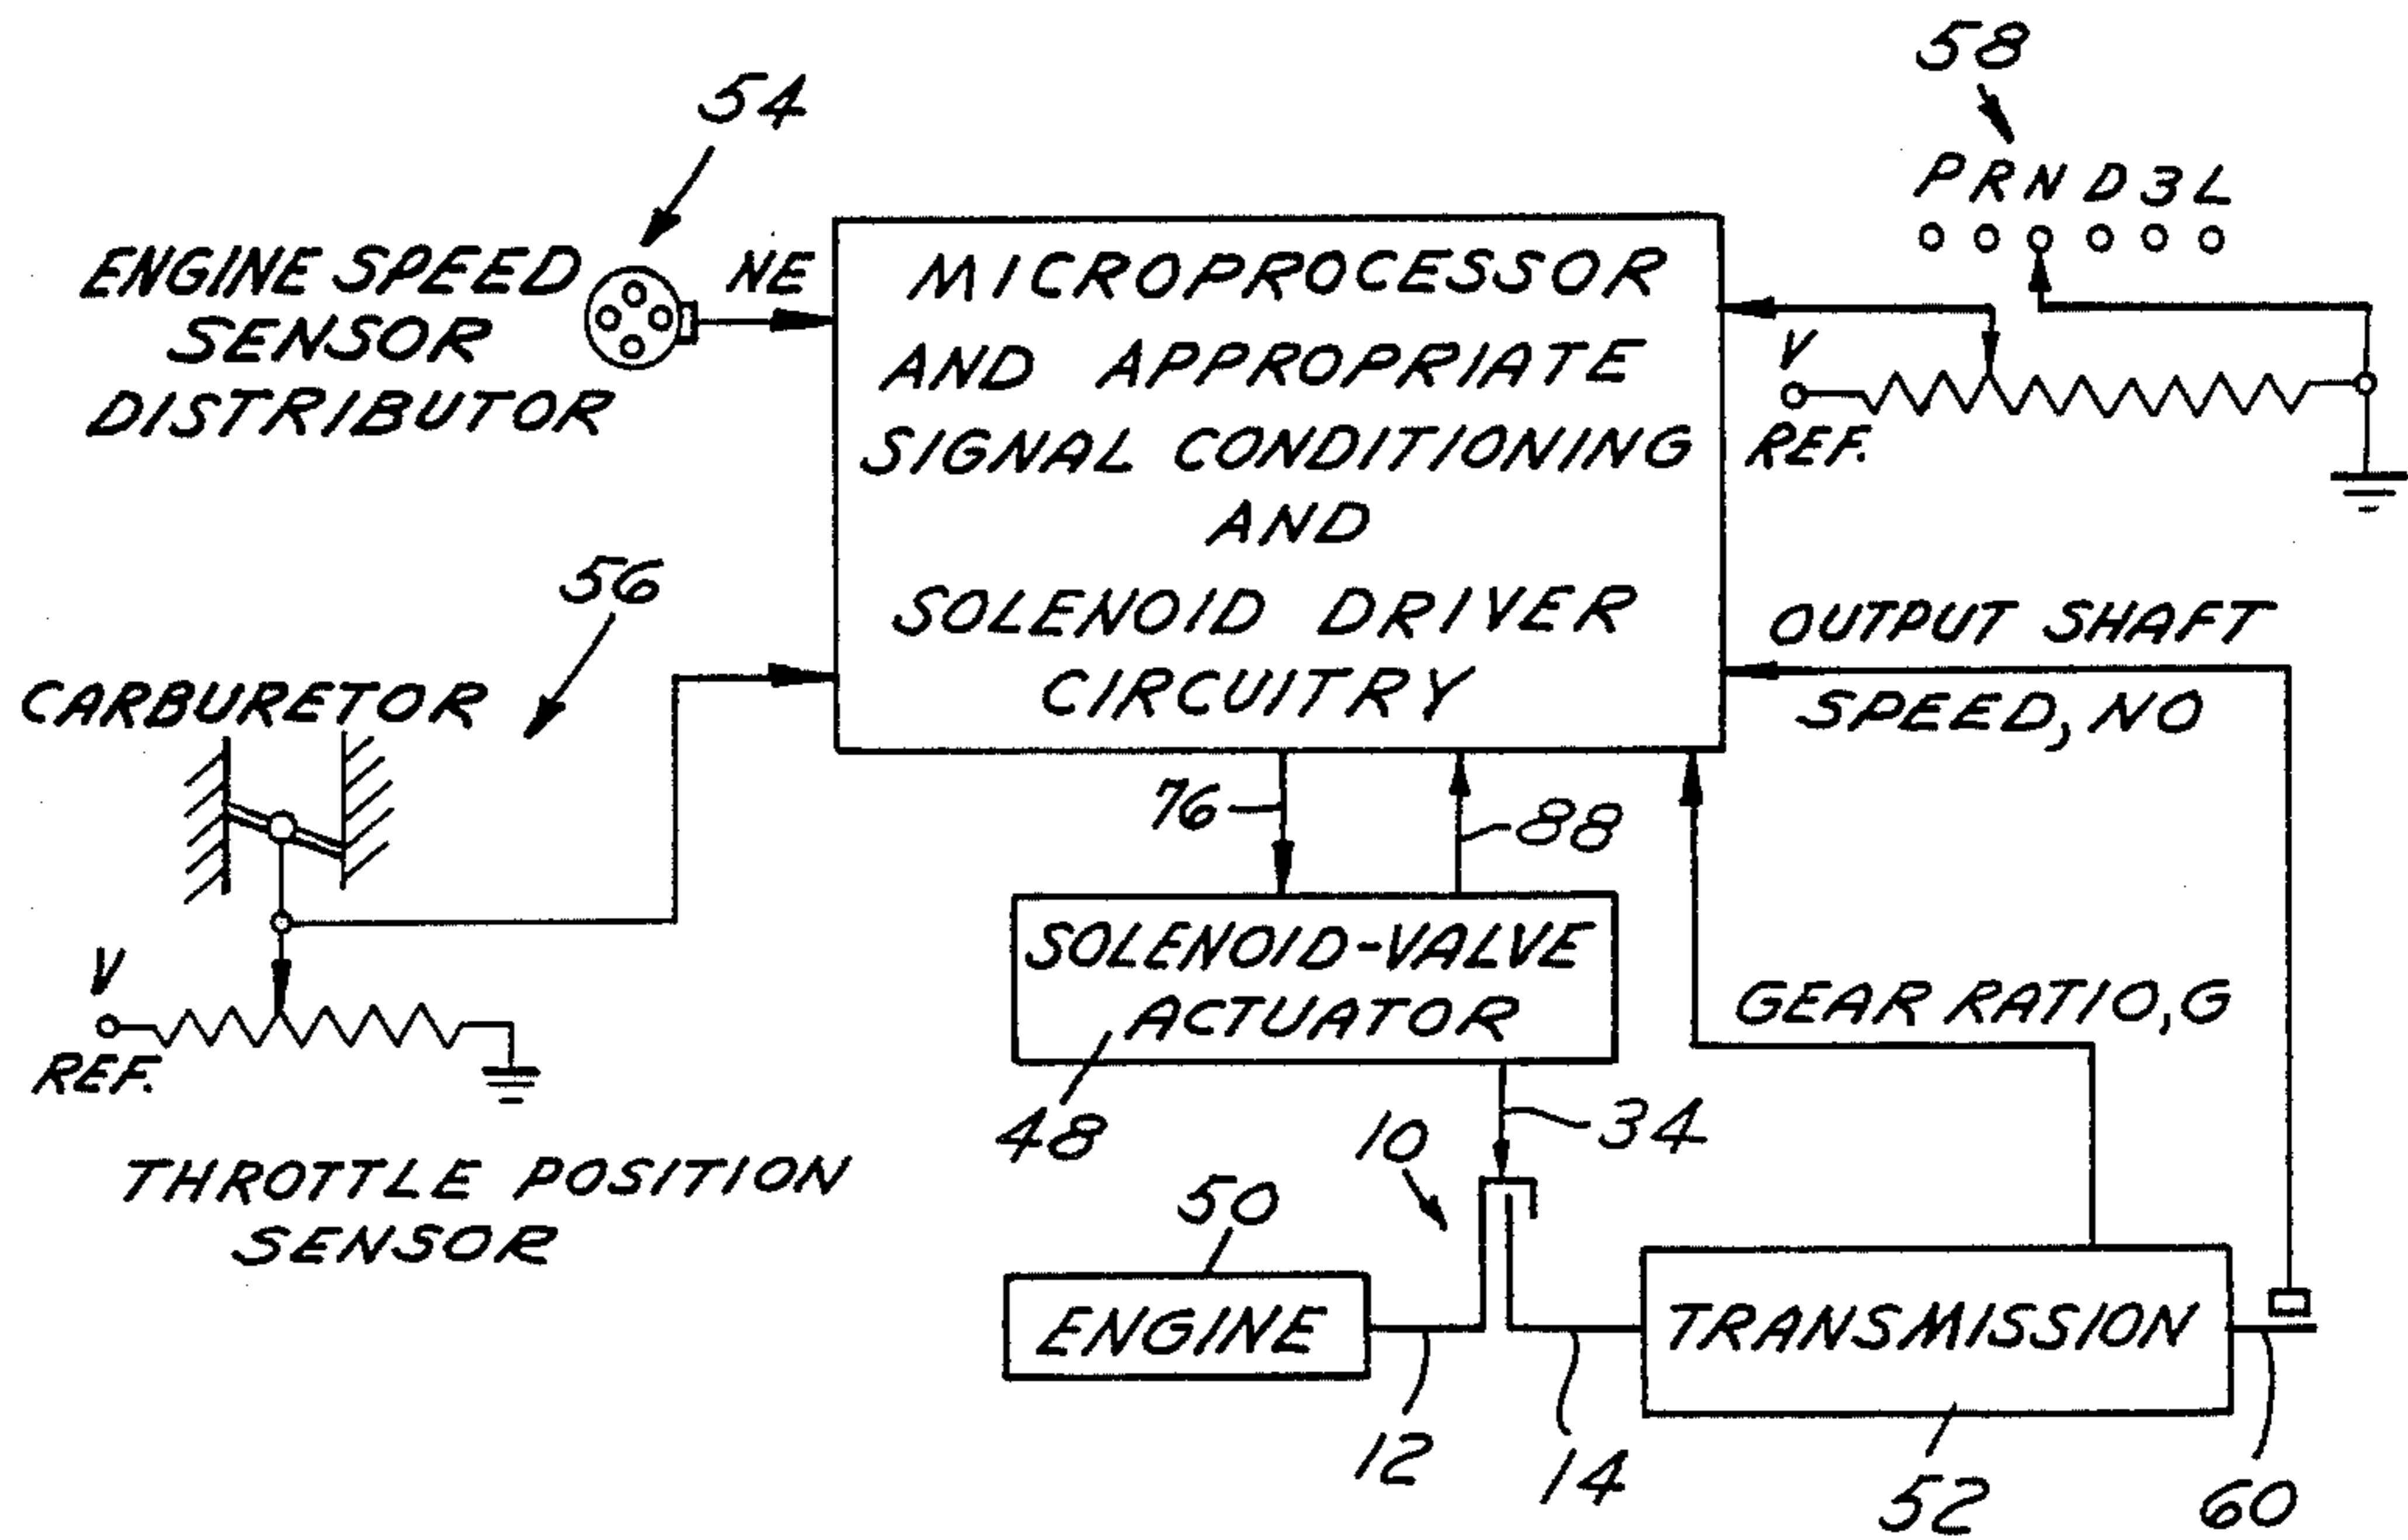 54
ENGINE SPEED
SENSOR
DISTRIBUTOR
NE
MICROPROCESSOR
AND APPROPRIATE
SIGNAL CONDITIONING
AND
SOLENOID DRIVER
CIRCUITRY
58
P R N D 3 L
V
REF.
OUTPUT SHAFT
SPEED, NO
56
CARBURETOR
V
REF.
THROTTLE POSITION
SENSOR
76
88
SOLENOID-VALVE
ACTUATOR
48
34
GEAR RATIO, G
10
50
ENGINE
12
14
TRANSMISSION
52
60